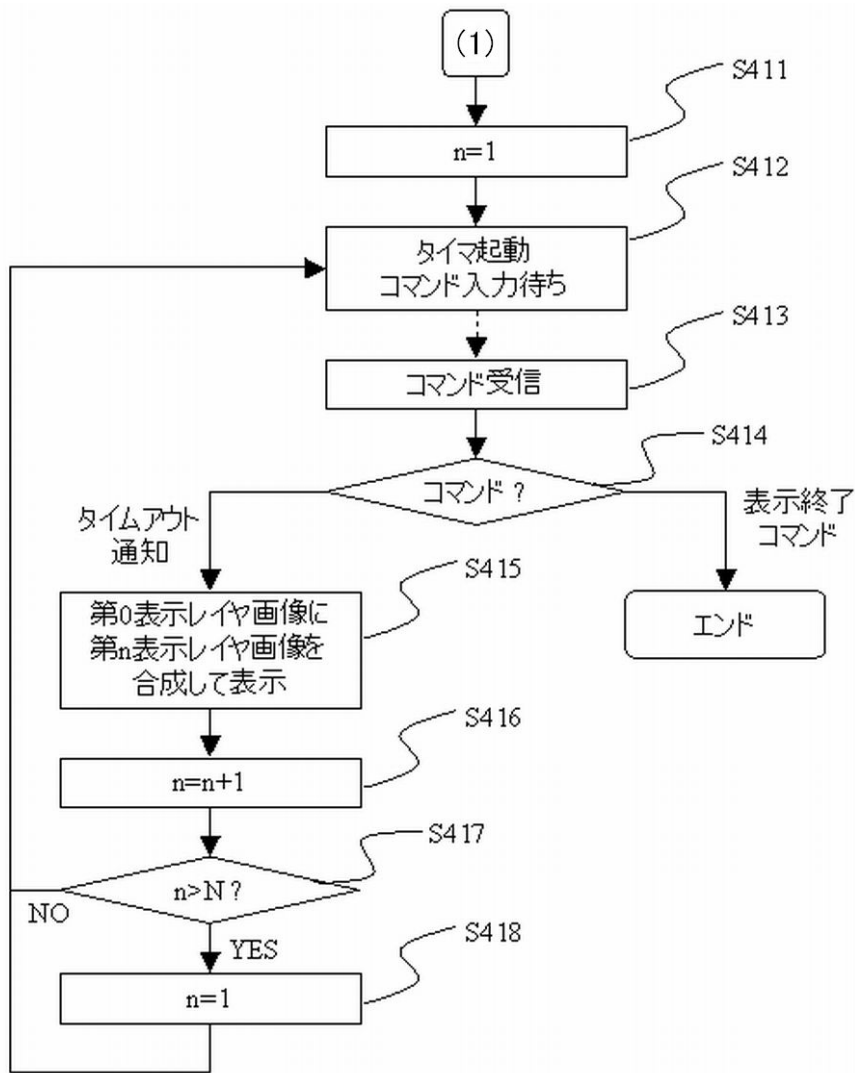 (1)
S411
n=1
S412
タイマ起動
コマンド入力待ち
S413
コマンド受信
S414
コマンド?
タイムアウト
通知
表示終了
コマンド
S415
第0表示レイヤ画像に
第n表示レイヤ画像を
合成して表示
エンド
S416
n=n+1
S417
n>N?
NO
YES
S418
n=1